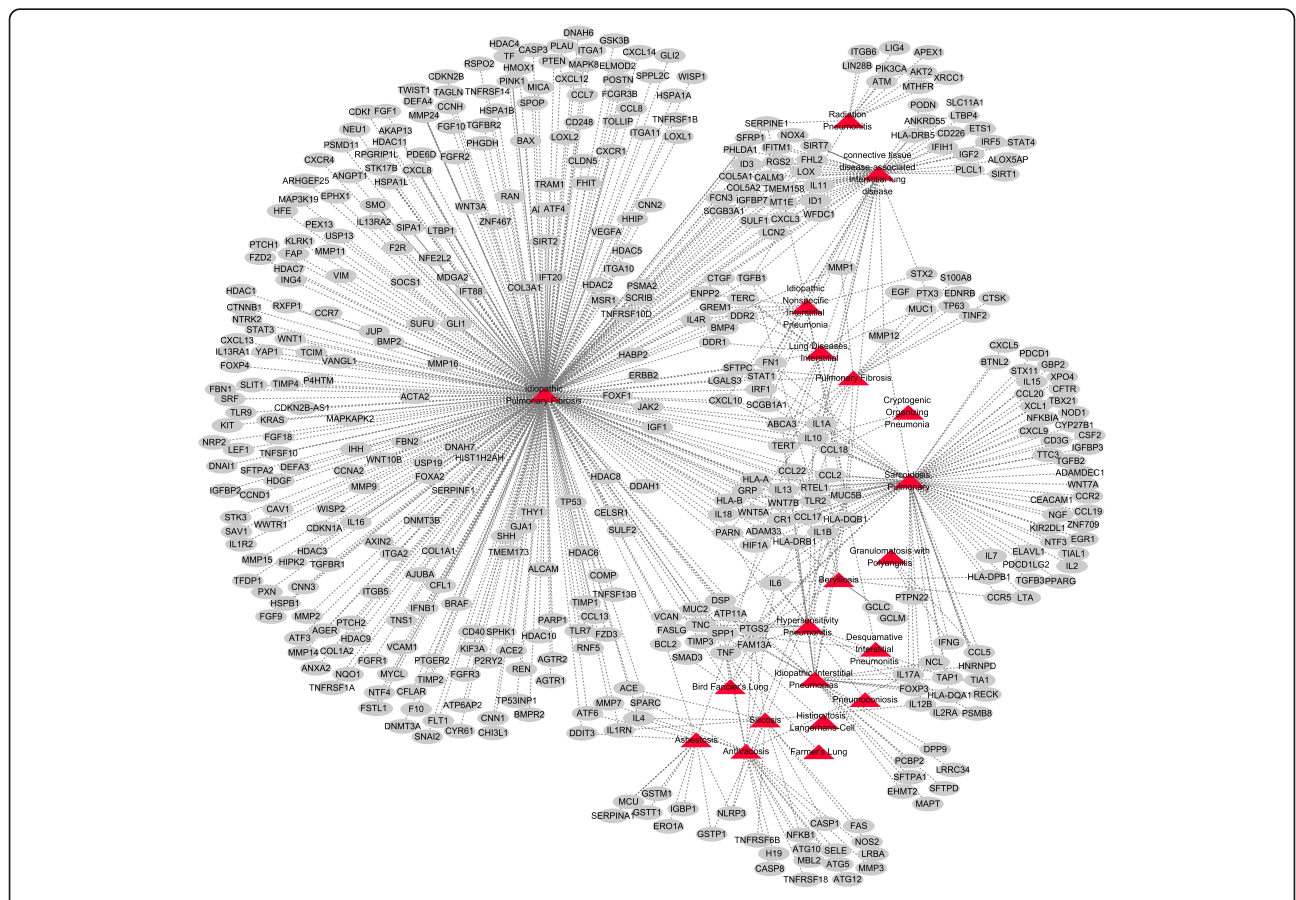 DNAH6
HDAC4
GSK3B
CASP3
PLAU
ITGA1
CXCL14
TF
GLI2
PTEN
HMOX1
MAPK8
ELMOD2
RSPO2
SPPL2C
WISP1
CDKN2B
PINK1
CXCL12
POSTN
TNFRSF14
MICA
TWIST1
TAGLN
CCL7
FCGR3B
HSPA1A
DEFA4
CCNH
HSPA1B
SPOP
CCL8
FGF1
MMP24
CD248
TOLLIP
TNFRSF1B
NEU1
AKAP13
FGF10
TGFBR2
ITGA11
LOXL2
LOXL1
PSMD11
HDAC11
PHGDH
BAX
CXCR1
CXCR4
RPGRIP1L
PDE6D
FGFR2
CLDN5
STK17B
CXCL8
ARHGEF25
ANGPT1
HSPA1L
TRAM1
FHIT
MAP3K19
EPHX1
RAN
HFE
SMO
WNT3A
ATF4
CNN2
PEX13
IL13RA2
SIPA1
LTBP1
ZNF467
HHIP
PTCH1
KLRK1
USP13
VEGFA
FZD2
FAP
MMP11
F2R
NFE2L2
SIRT2
HDAC5
HDAC7
ING4
VIM
SOCS1
MDGA2
IFT20
ITGA10
IFT88
COL3A1
HDAC2
PSMA2
HDAC1
MSR1
SCRIB
CTNNB1
RXFP1
CCR7
TNFRSF10D
NTRK2
SUFU
GLI1
STAT3
JUP
CXCL13
WNT1
BMP2
IL13RA1
YAP1
TCIM
VANGL1
HABP2
FOXP4
MMP16
ERBB2
FBN1
SLIT1
TIMP4
P4HTM
Idiopathic
Pulmonary Fibrosis
FOXF1
SRF
ACTA2
JAK2
TLR9
CDKN2B-AS1
KIT
KRAS
MAPKAPK2
IGF1
NRP2
FGF18
LEF1
TNFSF10
IHH
FBN2
DNAH7
DNAI1
SFTPA2
DEFA3
WNT10B
USP19
HIST1H2AH
HDGF
CCNA2
FOXA2
HDAC8
IGFBP2
CCND1
MMP9
SERPINF1
DDAH1
TP53
STK3
CAV1
WISP2
THY1
CELSR1
SAV1
WWTR1
CDKN1A
IL16
DNMT3B
GJA1
SULF2
IL1R2
AXIN2
SHH
MMP15
HDAC3
ITGA2
COL1A1
TMEM173
HDAC6
HIPK2
TGFBR1
ALCAM
TFDP1
CNN3
AJUBA
COMP
PXN
ITGB5
CFL1
HSPB1
IFNB1
BRAF
TNFSF13B
FGF9
MMP2
TNS1
TIMP1
PTCH2
PARP1
CCL13
ATF3
AGER
HDAC9
CD40
SPHK1
HDAC10
TLR7
FZD3
MMP14
COL1A2
VCAM1
KIF3A
ACE2
RNF5
ANXA2
NQO1
FGFR1
PTGER2
P2RY2
AGTR2
TNFRSF1A
MYCL
TIMP2
FGFR3
REN
AGTR1
NTF4
CFLAR
TP53INP1
FSTL1
F10
ATP6AP2
BMPR2
DNMT3A
FLT1
CNN1
SNAI2
CYR61
CHI3L1
ITGB6
LIG4
APEX1
LIN28B
PIK3CA
AKT2
ATM
XRCC1
MTHFR
PODN
SLC11A1
Radiation
Pneumonitis
LTBP4
SERPINE1
ANKRD55
NOX4
HLA-DRB5
CD226
ETS1
SFRP1
IRF5
STAT4
PHLDA1
IFITM1
SIRT7
IFIH1
connective tissue
disease-associated
interstitial lung
disease
IGF2
ALOX5AP
ID3
RGS2
FHL2
PLCL1
SIRT1
COL5A1
CALM3
LOX
COL5A2
TMEM158
IL11
FCN3
IGFBP7
MT1E
ID1
SCGB3A1
WFDC1
SULF1
CXCL3
LCN2
MMP1
STX2
S100A8
CTGF
TGFB1
EGF
PTX3
EDNRB
CTSK
ENPP2
TERC
Idiopathic
Nonspecific
Interstitial
Pneumonia
GREM1
DDR2
MUC1
TP63
TINF2
IL4R
BMP4
DDR1
MMP12
Lung Diseases,
Interstitial
FN1
SFTPC
STAT1
Pulmonary Fibrosis
LGALS3
IRF1
CXCL10
SCGB1A1
Cryptogenic
Organizing
Pneumonia
ABCA3
IL1A
IL10
TERT
CCL18
CXCL5
BTNL2
PDCD1
STX11
GBP2
IL15
XPO4
CCL20
CFTR
XCL1
TBX21
NFKBIA
NOD1
CXCL9
CYP27B1
CD3G
CSF2
TTC3
IGFBP3
TGFB2
ADAMDEC1
Sarcoidosis,
Pulmonary
WNT7A
CCL22
CCL2
HLA-A
IL13
RTEL1
CEACAM1
CCR2
GRP
MUC5B
HLA-B
WNT7B
TLR2
NGF
CCL19
IL18
WNT5A
CR1
CCL17
HLA-DQB1
KIR2DL1
ZNF709
PARN
ADAM33
IL1B
NTF3
EGR1
HIF1A
HLA-DRB1
Granulomatosis with
Polyangiitis
IL7
ELAVL1
TIAL1
PDCD1LG2
IL2
IL6
Berylliosis
HLA-DPB1
TGFB3
PPARG
PTPN22
CCR5
LTA
GCLC
GCLM
DSP
MUC2
ATP11A
VCAN
TNC
Hypersensitivity
Pneumonitis
FASLG
SPP1
PTGS2
BCL2
TIMP3
FAM13A
SMAD3
TNF
Desquamative
Interstitial
Pneumonitis
IFNG
CCL5
NCL
HNRNPD
IL17A
TAP1
TIA1
Idiopathic Interstitial
Pneumonias
FOXP3
HLA-DQA1
RECK
IL12B
IL2RA
PSMB8
Bird Fancier's Lung
Pneumoconiosis
ACE
MMP7
SPARC
ATF6
IL4
Silicosis
Histiocytosis,
Langerhans-Cell
DDIT3
IL1RN
Asbestosis
Anthracosis
Farmer's Lung
DPP9
PCBP2
LRRC34
SFTPA1
EHMT2
SFTPD
MAPT
GSTM1
MCU
SERPINA1
GSTT1
IGBP1
NLRP3
ERO1A
GSTP1
CASP1
FAS
NFKB1
TNFRSF6B
NOS2
ATG10
SELE
H19
LRBA
MBL2
ATG5
CASP8
MMP3
TNFRSF18
ATG12